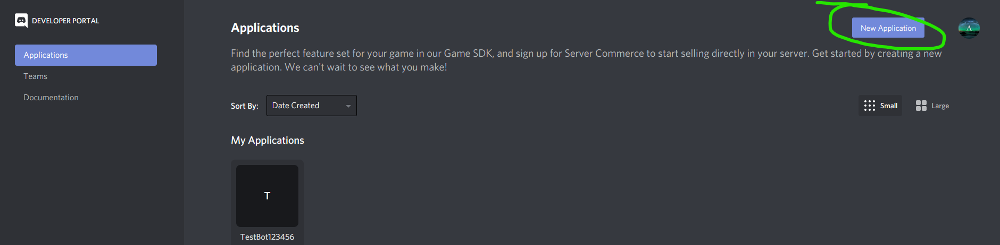 DEVELOPER PORTAL
Applications
Teams
Documentation
Applications
New Application
Δ
Find the perfect feature set for your game in our Game SDK, and sign up for Server Commerce to start selling directly in your server. Get started by creating a new
application. We can't wait to see what you make!
Sort By: Date Created
Small Large
My Applications
T
TestBot123456